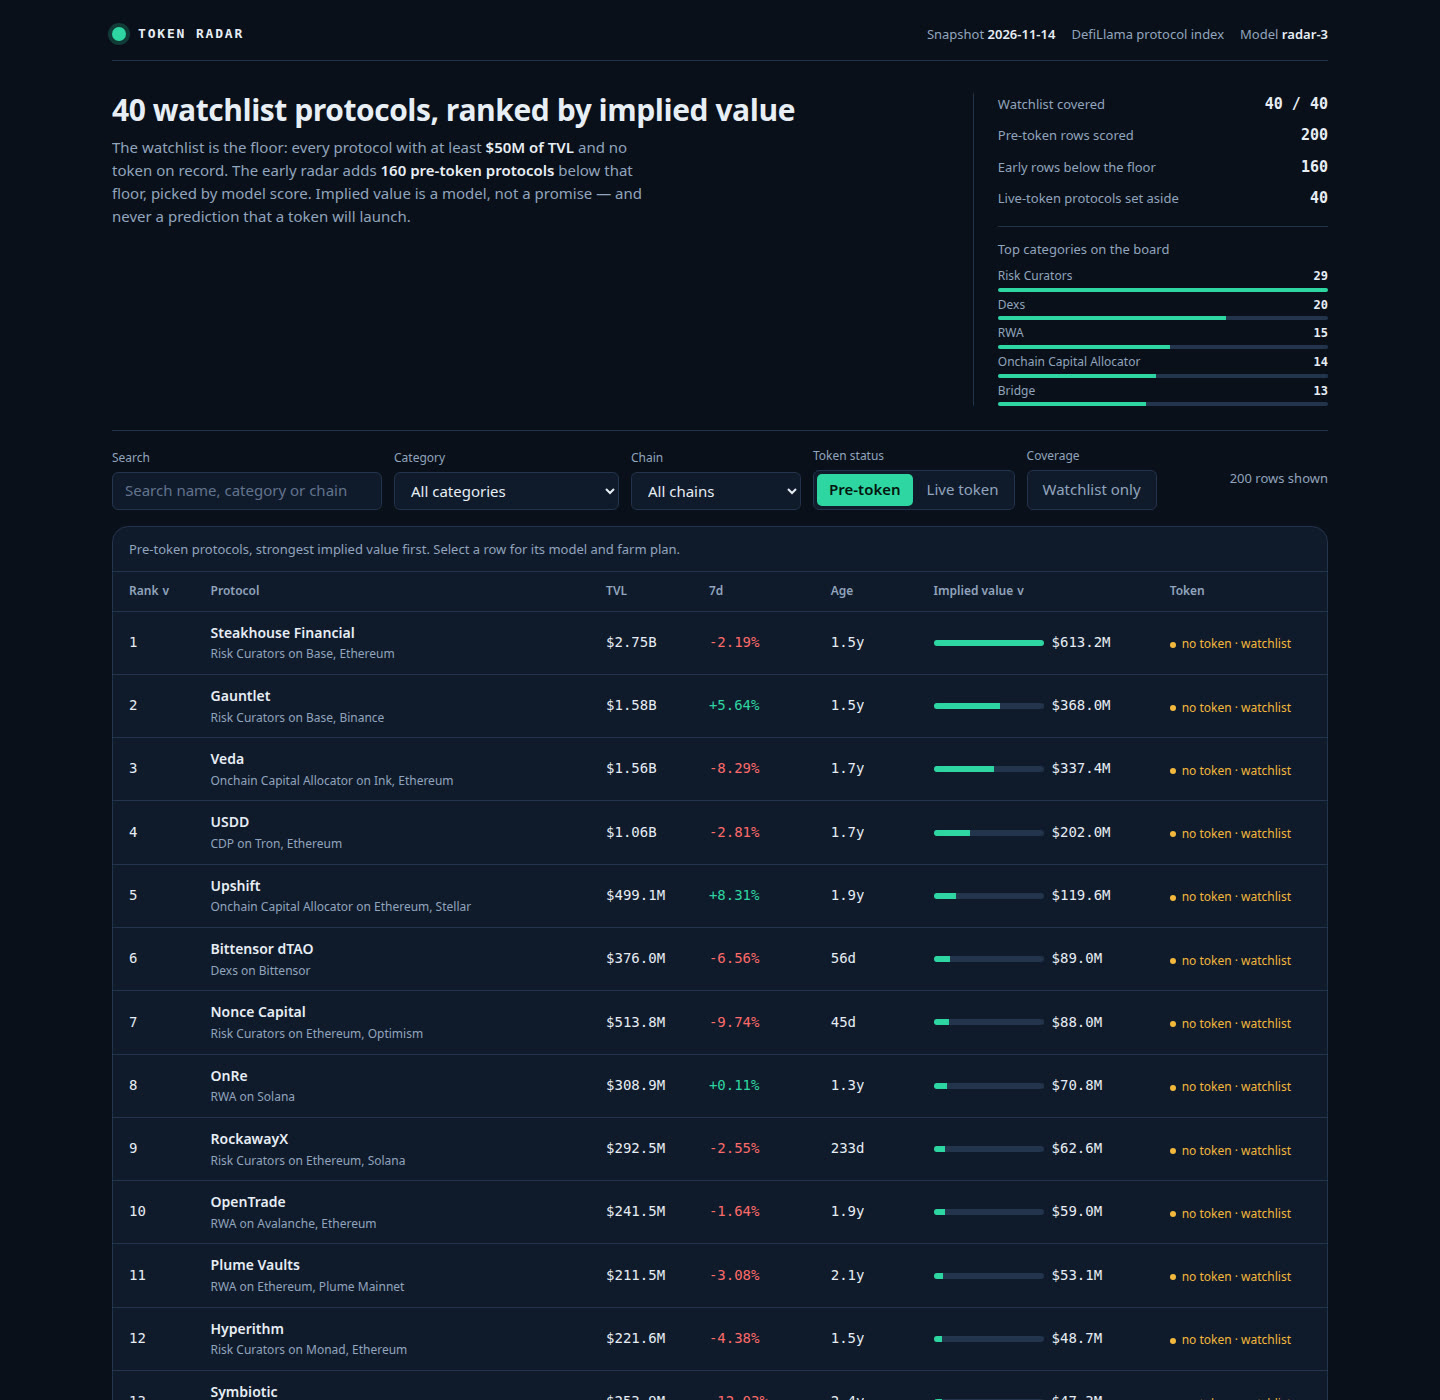 TOKEN RADAR
Snapshot 2026-11-14 DefiLlama protocol index Model radar-3
40 watchlist protocols, ranked by implied value
The watchlist is the floor: every protocol with at least $50M of TVL and no
token on record. The early radar adds 160 pre-token protocols below that
floor, picked by model score. Implied value is a model, not a promise — and
never a prediction that a token will launch.
Watchlist covered 40 / 40
Pre-token rows scored 200
Early rows below the floor 160
Live-token protocols set aside 40
Top categories on the board
Risk Curators 29
Dexs 20
RWA 15
Onchain Capital Allocator 14
Bridge 13
Search Category Chain Token status Coverage
Search name, category or chain All categories All chains Pre-token Live token Watchlist only 200 rows shown
Pre-token protocols, strongest implied value first. Select a row for its model and farm plan.
Rank v Protocol TVL 7d Age Implied value v Token
1 Steakhouse Financial $2.75B -2.19% 1.5y $613.2M no token · watchlist
Risk Curators on Base, Ethereum
2 Gauntlet $1.58B +5.64% 1.5y $368.0M no token · watchlist
Risk Curators on Base, Binance
3 Veda $1.56B -8.29% 1.7y $337.4M no token · watchlist
Onchain Capital Allocator on Ink, Ethereum
4 USDD $1.06B -2.81% 1.7y $202.0M no token · watchlist
CDP on Tron, Ethereum
5 Upshift $499.1M +8.31% 1.9y $119.6M no token · watchlist
Onchain Capital Allocator on Ethereum, Stellar
6 Bittensor dTAO $376.0M -6.56% 56d $89.0M no token · watchlist
Dexs on Bittensor
7 Nonce Capital $513.8M -9.74% 45d $88.0M no token · watchlist
Risk Curators on Ethereum, Optimism
8 OnRe $308.9M +0.11% 1.3y $70.8M no token · watchlist
RWA on Solana
9 RockawayX $292.5M -2.55% 233d $62.6M no token · watchlist
Risk Curators on Ethereum, Solana
10 OpenTrade $241.5M -1.64% 1.9y $59.0M no token · watchlist
RWA on Avalanche, Ethereum
11 Plume Vaults $211.5M -3.08% 2.1y $53.1M no token · watchlist
RWA on Ethereum, Plume Mainnet
12 Hyperithm $221.6M -4.38% 1.5y $48.7M no token · watchlist
Risk Curators on Monad, Ethereum
Symbiotic